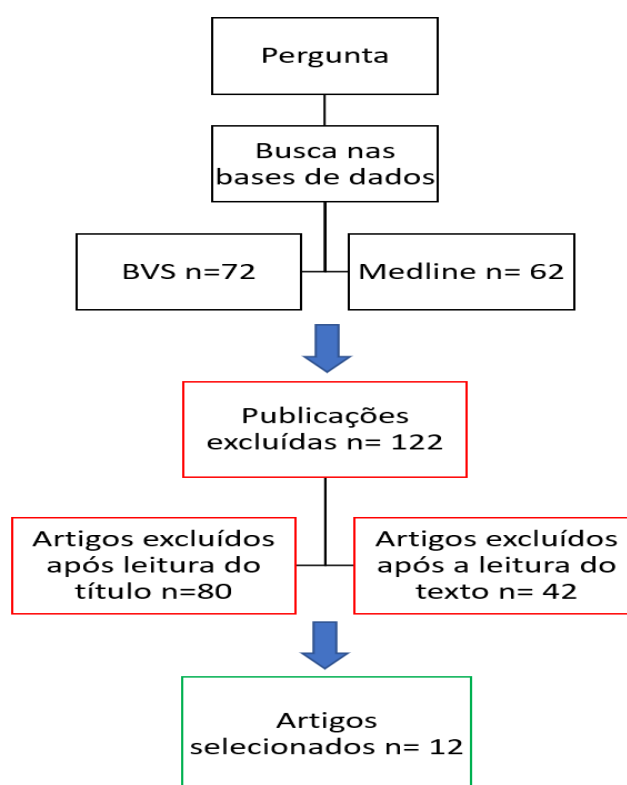 Pergunta
Busca nas
bases de dados
BVS n=72
Medline n= 62
Publicações
excluídas n= 122
Artigos excluídos
após leitura do
título n=80
Artigos excluídos
após a leitura do
texto n= 42
Artigos
selecionados n= 12